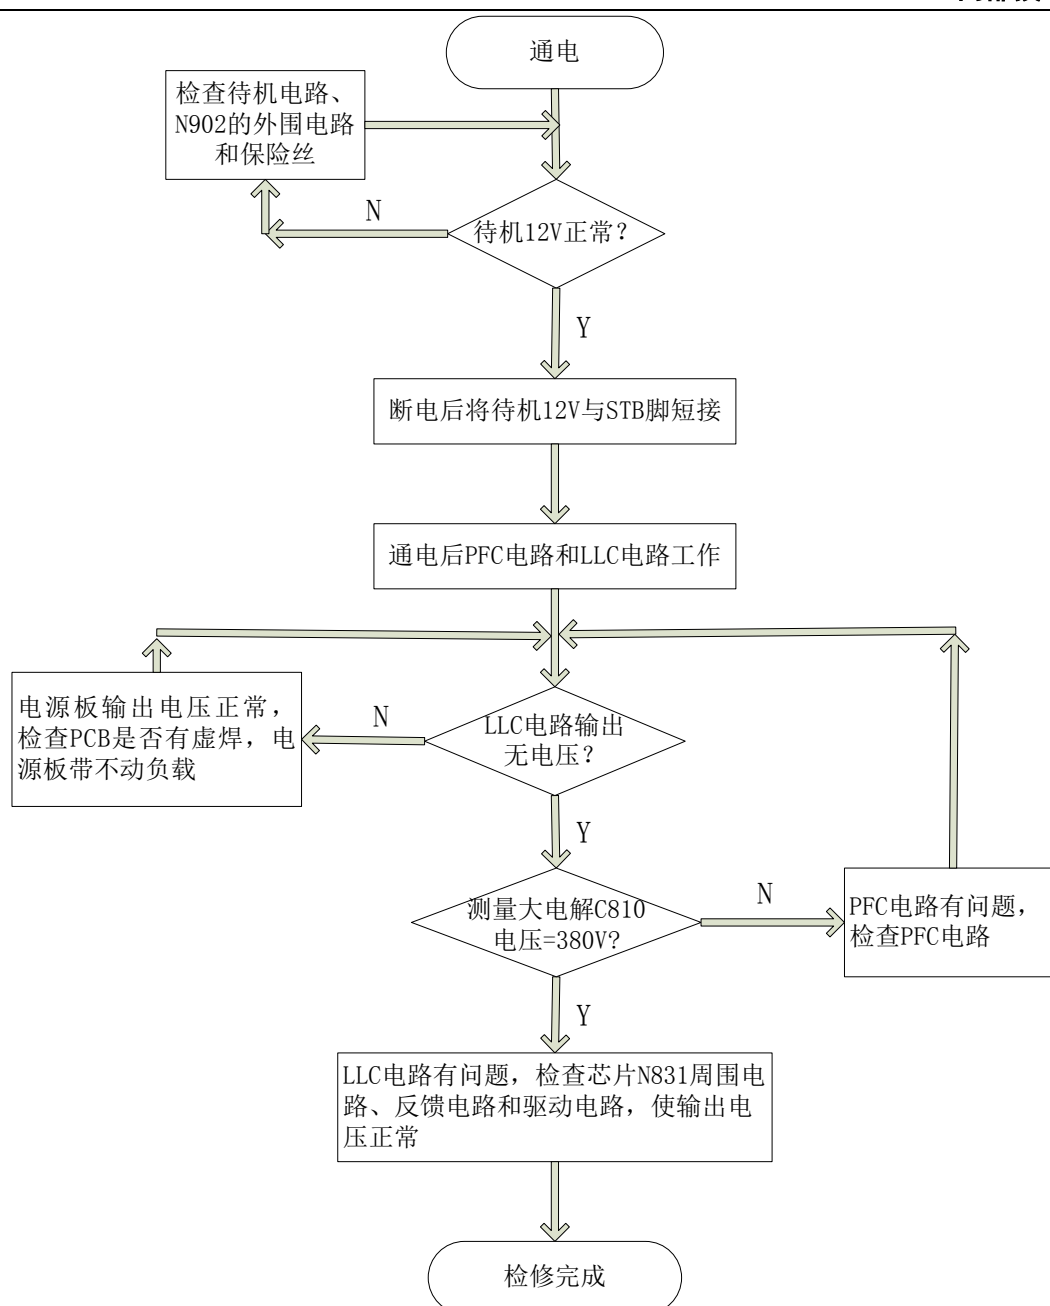 通电
检查待机电路、
N902的外围电路
和保险丝
N
待机12V正常？
Y
断电后将待机12V与STB脚短接
通电后PFC电路和LLC电路工作
电源板输出电压正常，
检查PCB是否有虚焊，电
源板带不动负载
N
LLC电路输出
无电压？
Y
测量大电解C810
电压=380V?
N
PFC电路有问题，
检查PFC电路
Y
LLC电路有问题，检查芯片N831周围电
路、反馈电路和驱动电路，使输出电
压正常
检修完成